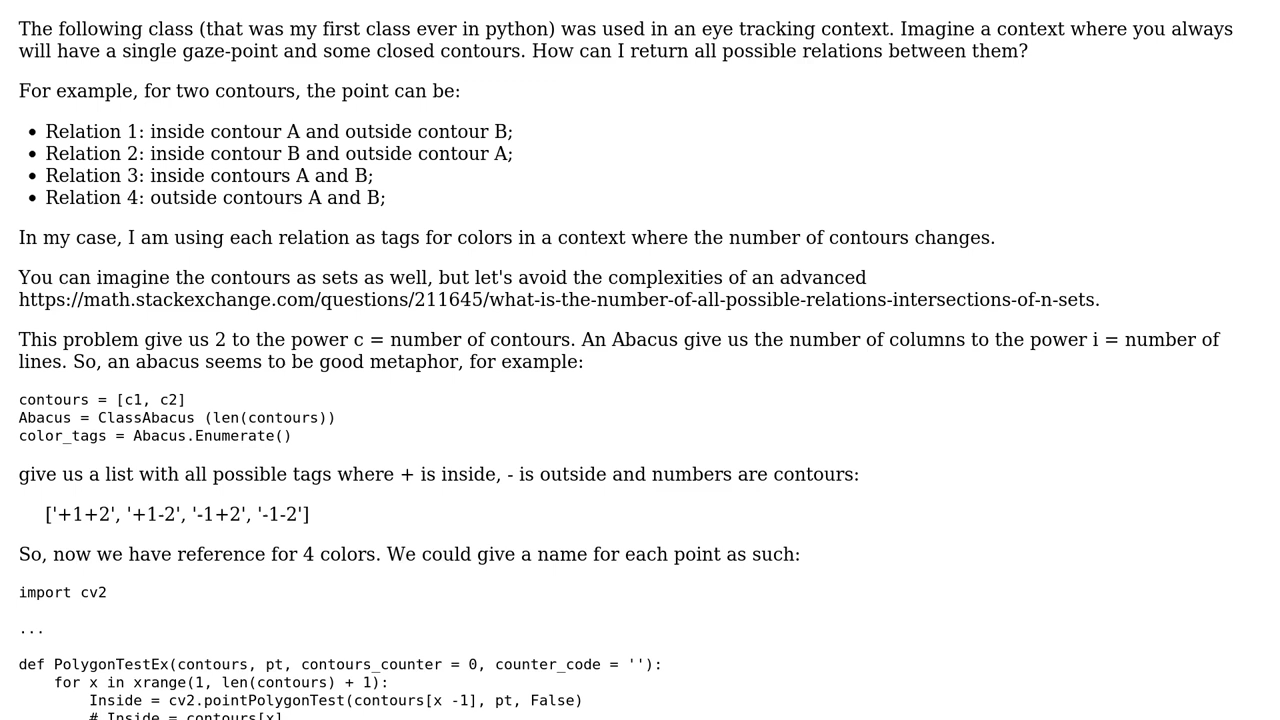 The following class (that was my first class ever in python) was used in an eye tracking context. Imagine a context where you always
will have a single gaze-point and some closed contours. How can I return all possible relations between them?
For example, for two contours, the point can be:
• Relation 1: inside contour A and outside contour B;
• Relation 2: inside contour B and outside contour A;
• Relation 3: inside contours A and B;
• Relation 4: outside contours A and B;
In my case, I am using each relation as tags for colors in a context where the number of contours changes.
You can imagine the contours as sets as well, but let's avoid the complexities of an advanced
https://math.stackexchange.com/questions/211645/what-is-the-number-of-all-possible-relations-intersections-of-n-sets.
This problem give us 2 to the power c = number of contours. An Abacus give us the number of columns to the power i = number of
lines. So, an abacus seems to be good metaphor, for example:
contours = [c1, c2]
Abacus = ClassAbacus (len(contours))
color_tags = Abacus.Enumerate()
give us a list with all possible tags where + is inside, - is outside and numbers are contours:
['+1+2', '+1-2', '-1+2', '-1-2']
So, now we have reference for 4 colors. We could give a name for each point as such:
import cv2
...
def PolygonTestEx(contours, pt, contours_counter = 0, counter_code = ''):
    for x in xrange(1, len(contours) + 1):
        Inside = cv2.pointPolygonTest(contours[x -1], pt, False)
        # Inside = contours[x]